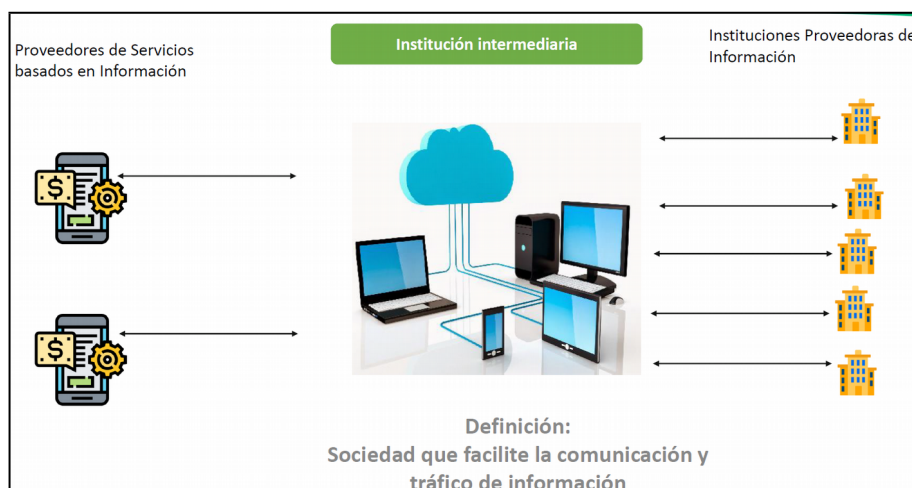 Proveedores de Servicios
basados en Información
Institución intermediaria
Instituciones Proveedoras de
Información
$
$
Definición:
Sociedad que facilite la comunicación y
tráfico de información